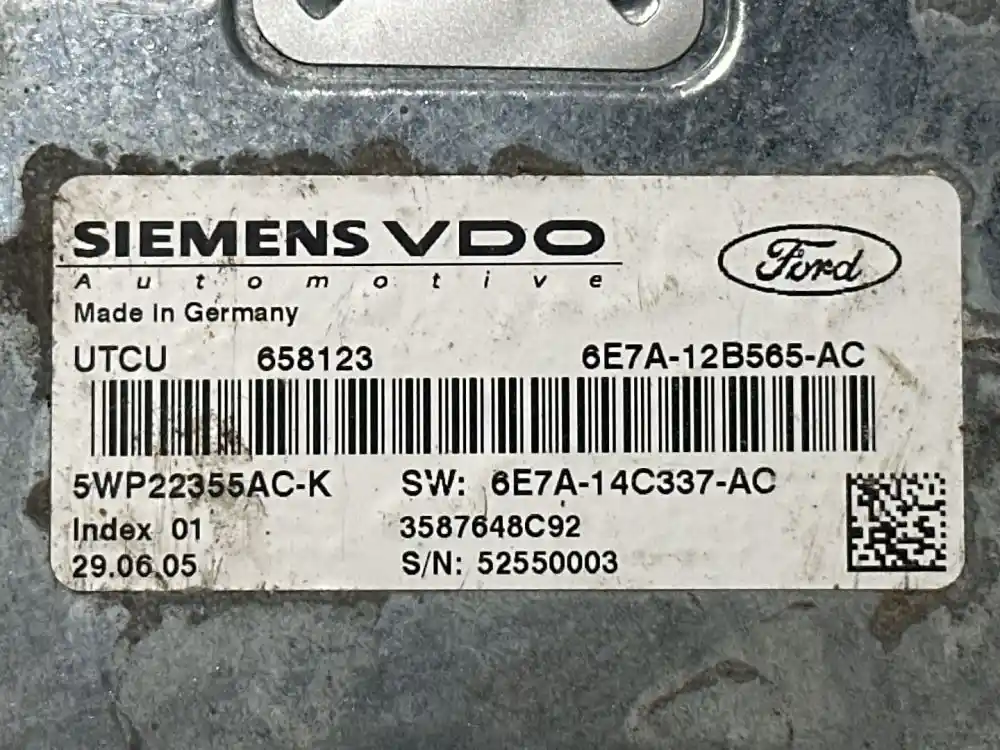 SIEMENS VDO
Automotive
Ford
Made In Germany
UTCU 658123 6E7A-12B565-AC
5WP22355AC-K SW: 6E7A-14C337-AC
Index 01 3587648C92
29.06.05 S/N: 52550003